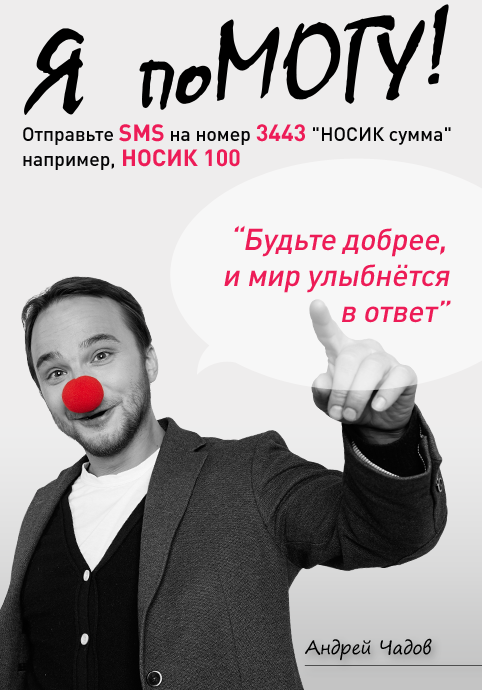 Я поМОГУ!
Отправьте SMS на номер 3443 "НОСИК сумма"
например, НОСИК 100
“Будьте добрее,
и мир улыбнётся
в ответ”
Андрей Чадов